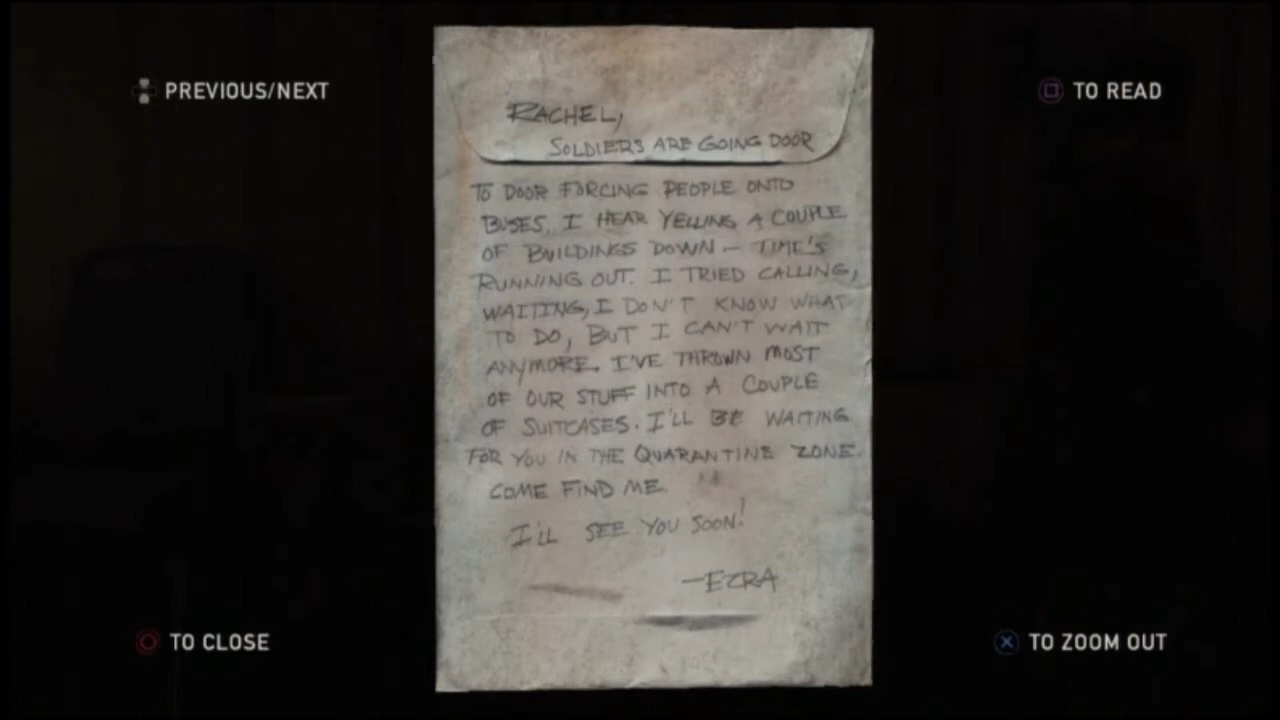 PREVIOUS/NEXT
TO READ
RACHEL,
SOLDIERS ARE GOING DOOR
TO DOOR FORCING PEOPLE ONTO
BUSES. I HEAR YELLING A COUPLE
OF BUILDINGS DOWN - TIME'S
RUNNING OUT. I TRIED CALLING,
WAITING, I DON'T KNOW WHAT
TO DO, BUT I CAN'T WAIT
ANYMORE. I'VE THROWN MOST
OF OUR STUFF INTO A COUPLE
OF SUITCASES. I'LL BE WAITING
FOR YOU IN THE QUARANTINE ZONE.
COME FIND ME.
I'LL SEE YOU SOON!
-EZRA
TO CLOSE
TO ZOOM OUT